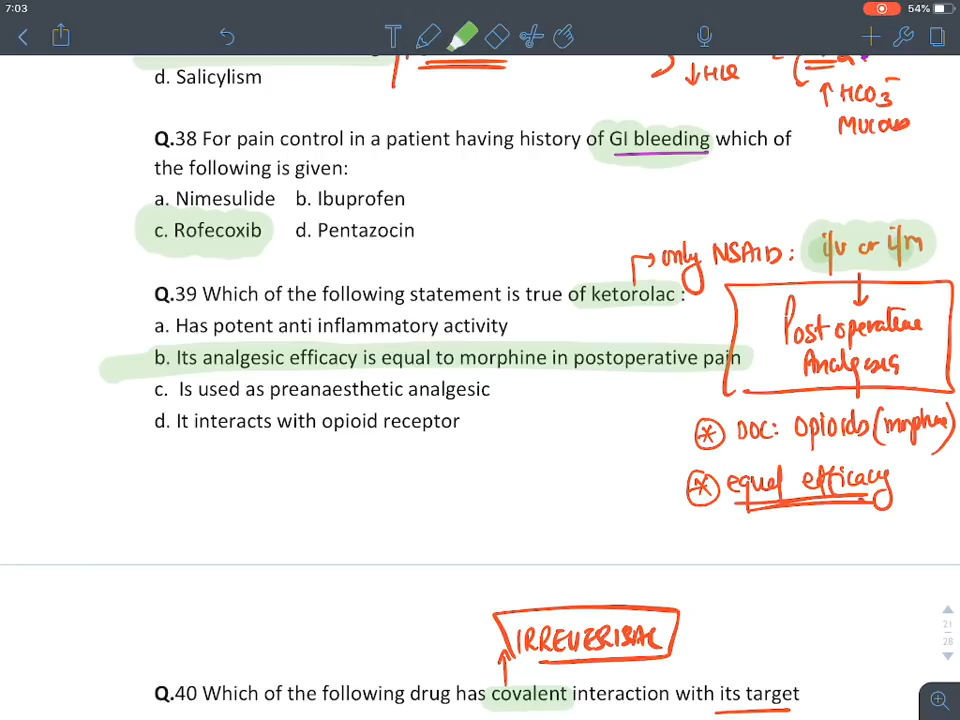 7:03
54%
T
d. Salicylism
↓HCl
↑ HCO3-
Mucous
Q.38 For pain control in a patient having history of GI bleeding which of
the following is given:
a. Nimesulide b. Ibuprofen
c. Rofecoxib d. Pentazocin
only NSAID: i/v or i/m
Q.39 Which of the following statement is true of ketorolac :
a. Has potent anti inflammatory activity
b. Its analgesic efficacy is equal to morphine in postoperative pain
c. Is used as preanaesthetic analgesic
d. It interacts with opioid receptor
Post operative
Analgesis
* DOC: Opioids (morphine)
* equal efficacy
21
28
IRREVERISBLE
Q.40 Which of the following drug has covalent interaction with its target